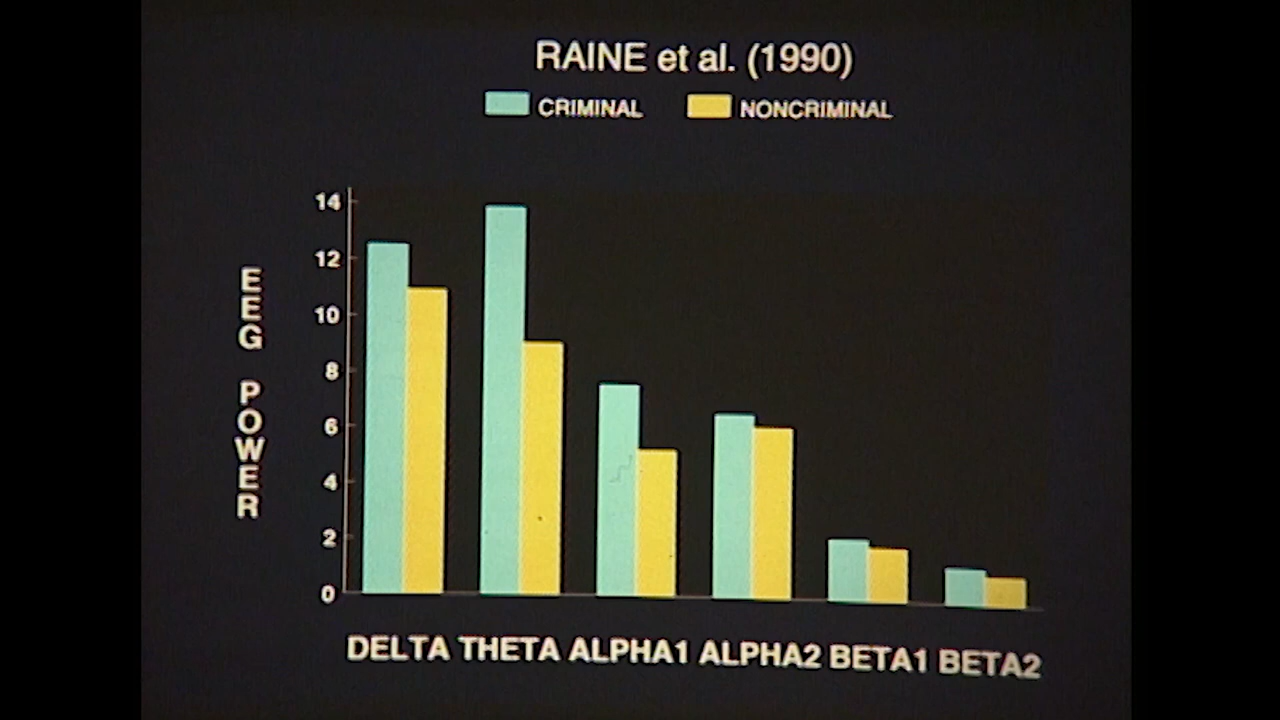 RAINE et al. (1990)
CRIMINAL
NONCRIMINAL
14
12
10
8
6
4
2
0
EEG POWER
DELTA THETA ALPHA1 ALPHA2 BETA1 BETA2